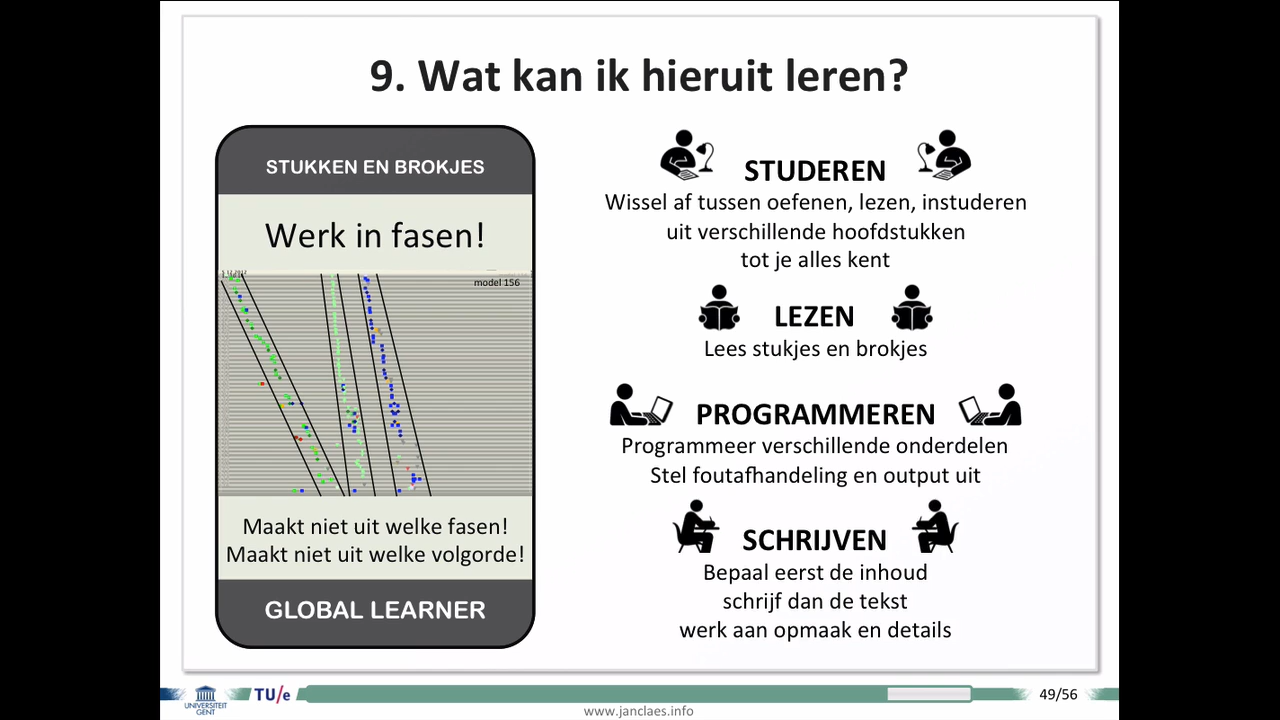 9. Wat kan ik hieruit leren?
STUKKEN EN BROKJES
Werk in fasen!
model 156
Maakt niet uit welke fasen!
Maakt niet uit welke volgorde!
GLOBAL LEARNER
STUDEREN
Wissel af tussen oefenen, lezen, instuderen
uit verschillende hoofdstukken
tot je alles kent
LEZEN
Lees stukjes en brokjes
PROGRAMMEREN
Programmeer verschillende onderdelen
Stel foutafhandeling en output uit
SCHRIJVEN
Bepaal eerst de inhoud
schrijf dan de tekst
werk aan opmaak en details
UNIVERSITEIT
GENT
TU/e
49/56
www.janclaes.info